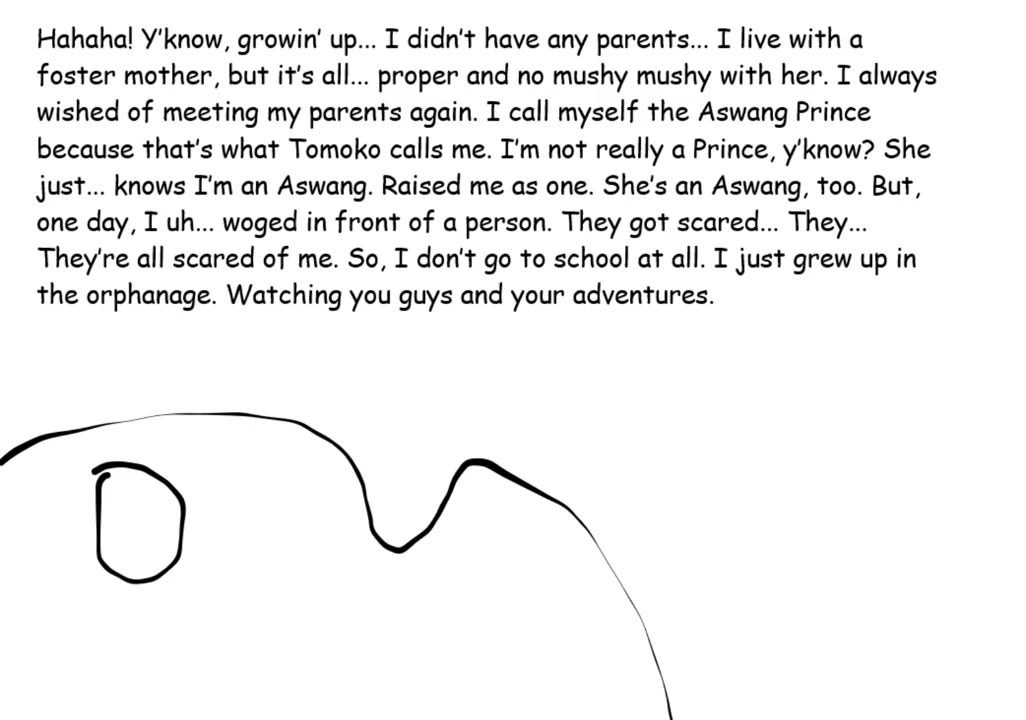 Hahaha! Y'know, growin' up... I didn't have any parents... I live with a
foster mother, but it's all... proper and no mushy mushy with her. I always
wished of meeting my parents again. I call myself the Aswang Prince
because that's what Tomoko calls me. I'm not really a Prince, y'know? She
just... knows I'm an Aswang. Raised me as one. She's an Aswang, too. But,
one day, I uh... woged in front of a person. They got scared... They...
They're all scared of me. So, I don't go to school at all. I just grew up in
the orphanage. Watching you guys and your adventures.